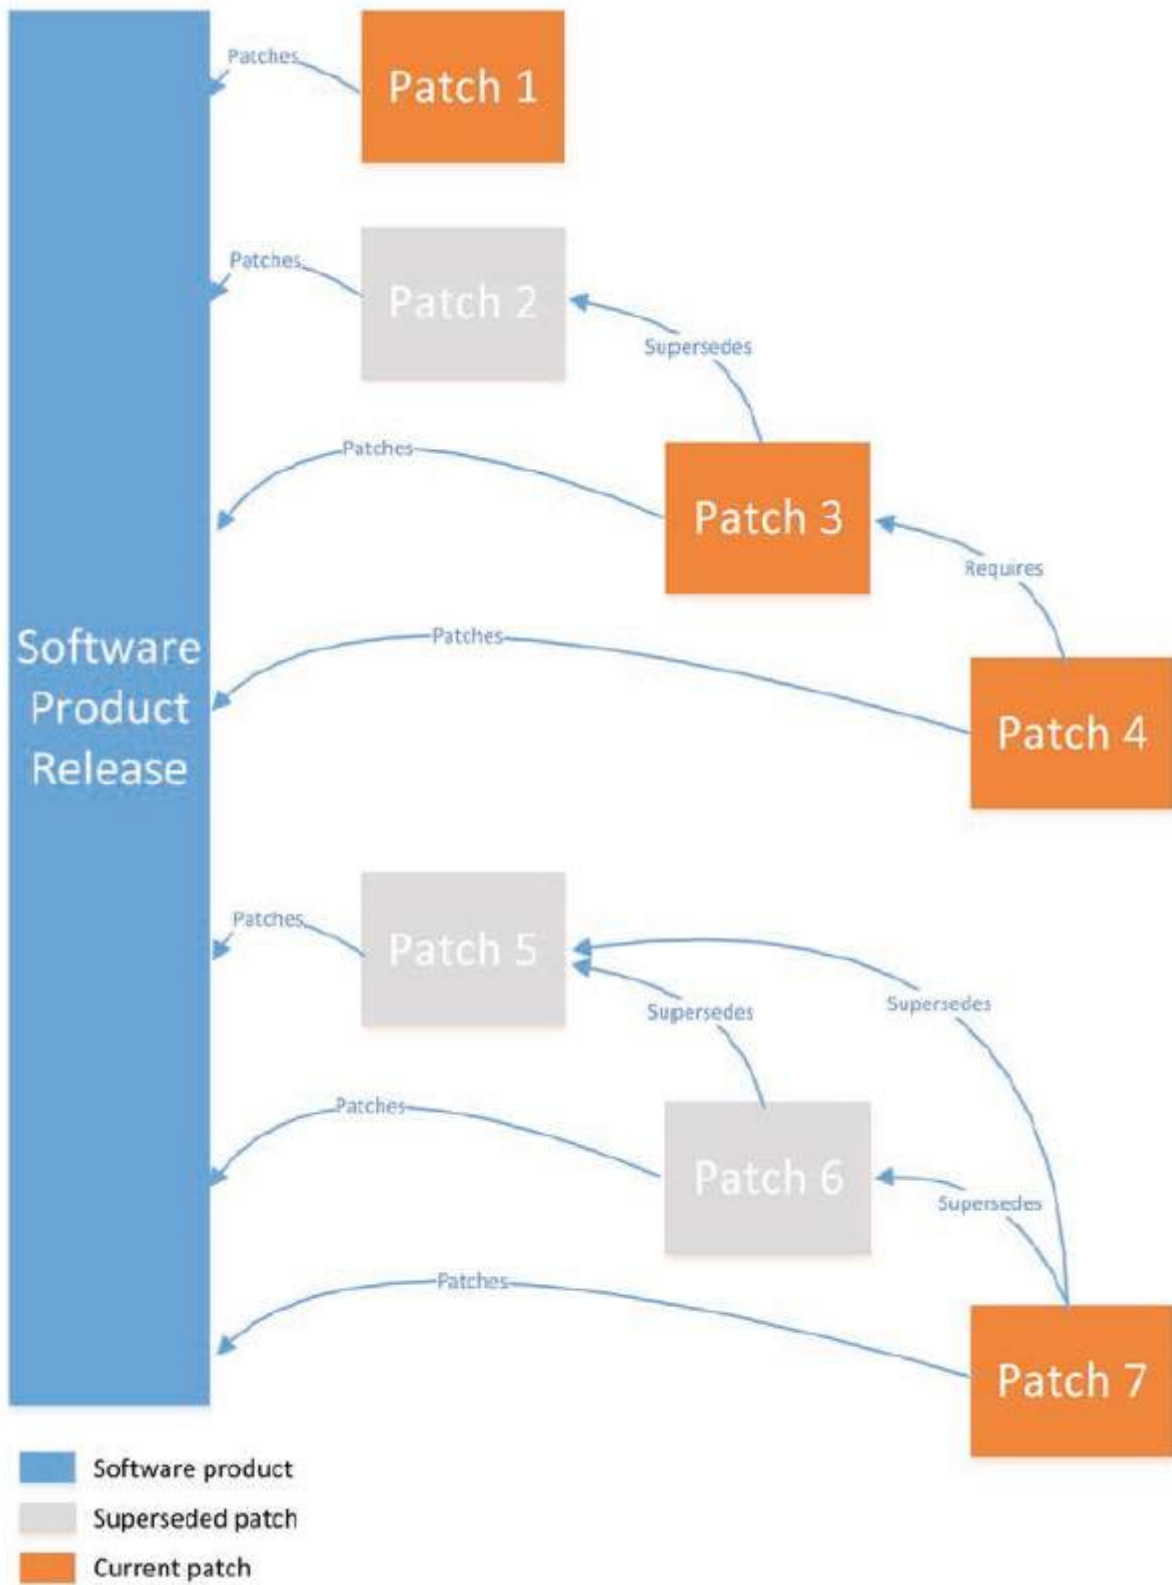 Patches
Patch 1
Patches
Patch 2
Supersedes
Patches
Patch 3
Requires
Patches
Software
Product
Release
Patch 4
Patches
Patch 5
Supersedes
Supersedes
Patches
Patch 6
Supersedes
Patches
Patch 7
Software product
Superseded patch
Current patch